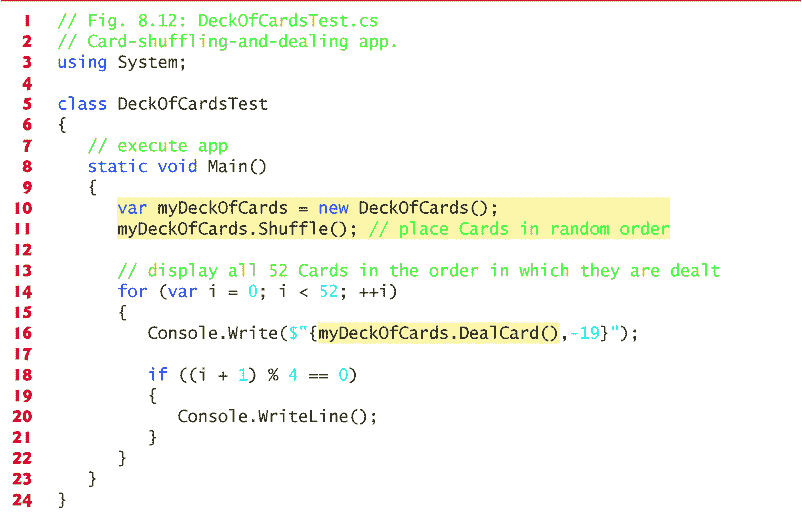 1 // Fig. 8.12: DeckOfCardsTest.cs
2 // Card-shuffling-and-dealing app.
3 using System;
4
5 class DeckOfCardsTest
6 {
7    // execute app
8    static void Main()
9    {
10       var myDeckOfCards = new DeckOfCards();
11       myDeckOfCards.Shuffle(); // place Cards in random order
12
13       // display all 52 Cards in the order in which they are dealt
14       for (var i = 0; i < 52; ++i)
15       {
16          Console.Write($"{myDeckOfCards.DealCard(),-19}");
17
18          if ((i + 1) % 4 == 0)
19          {
20             Console.WriteLine();
21          }
22       }
23    }
24 }